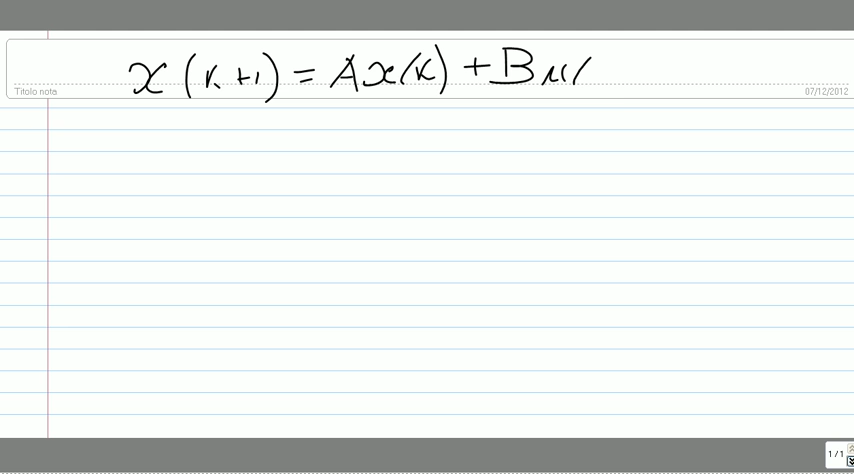 x(k+1) = Ax(k) + Bu(
Titolo nota
07/12/2012
1/1